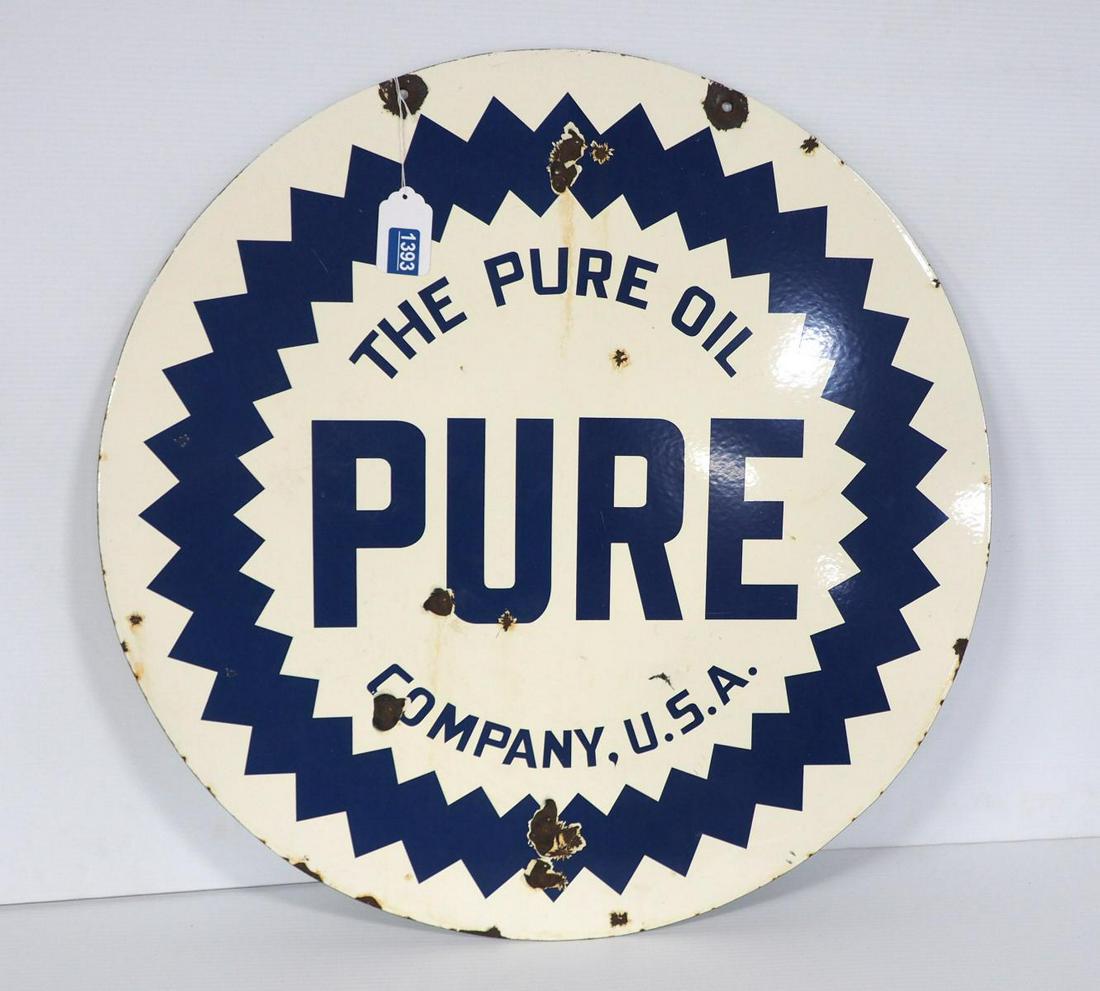 1393
THE PURE OIL
PURE
COMPANY, U.S.A.